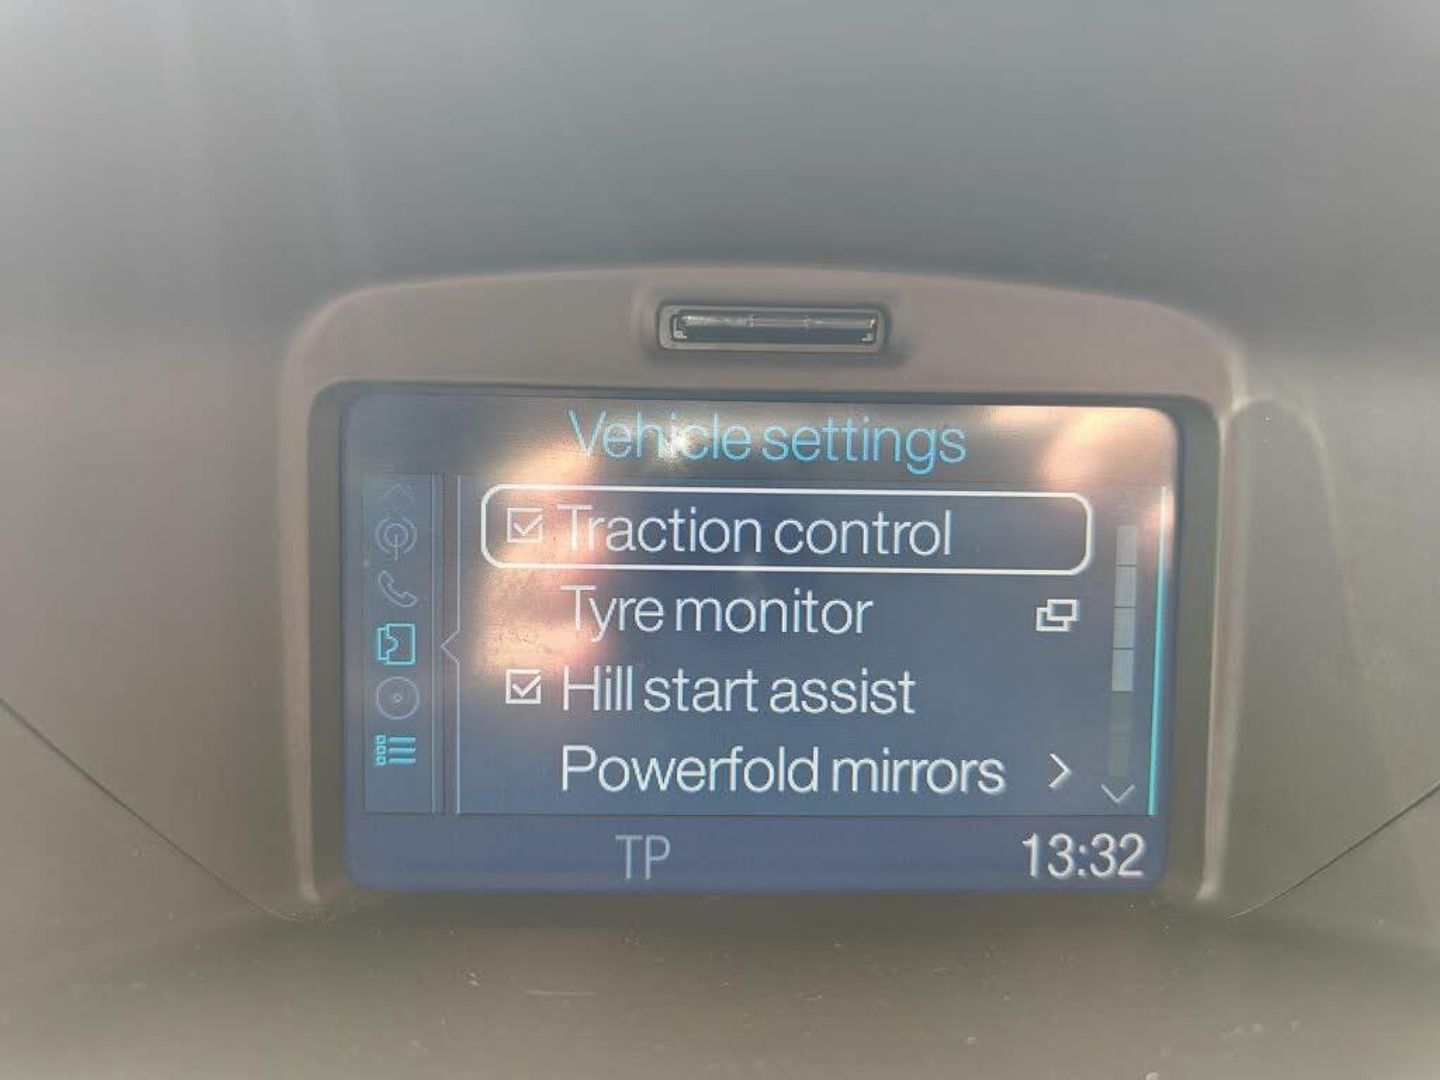 Vehicle settings
Traction control
Tyre monitor
Hill start assist
Powerfold mirrors
TP
13:32